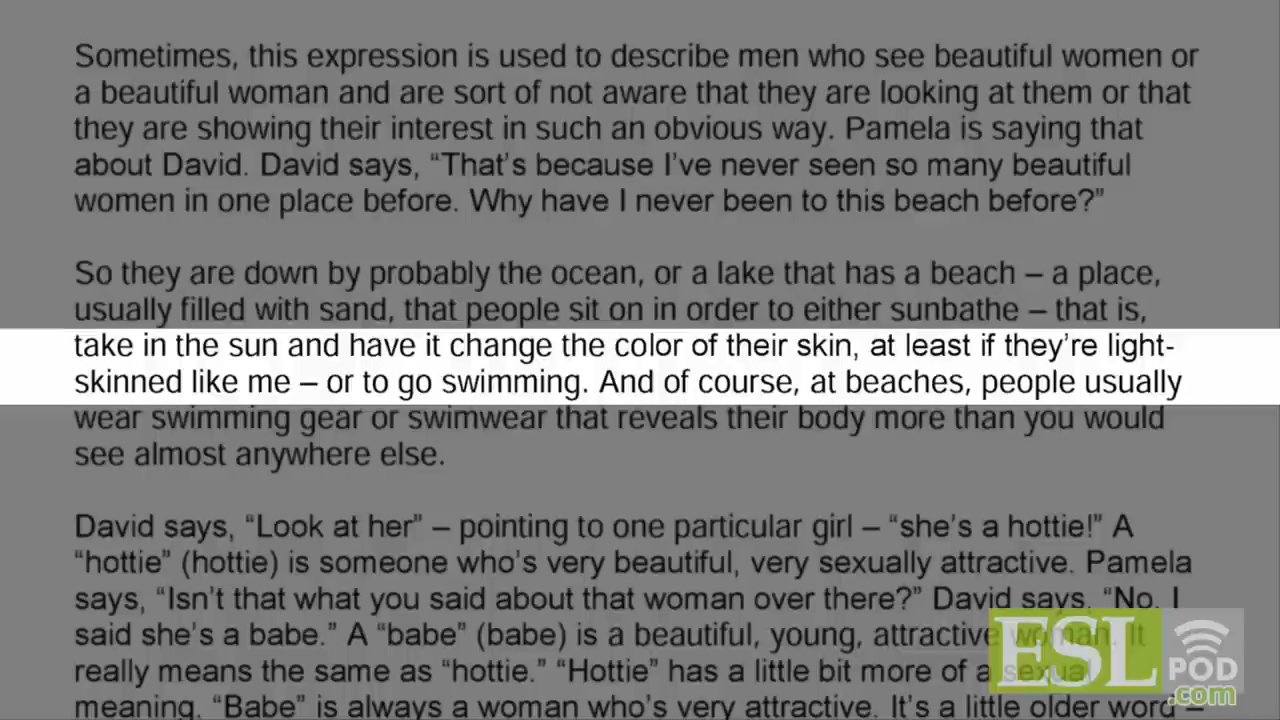 Sometimes, this expression is used to describe men who see beautiful women or
a beautiful woman and are sort of not aware that they are looking at them or that
they are showing their interest in such an obvious way. Pamela is saying that
about David. David says, “That’s because I’ve never seen so many beautiful
women in one place before. Why have I never been to this beach before?”
So they are down by probably the ocean, or a lake that has a beach – a place,
usually filled with sand, that people sit on in order to either sunbathe – that is,
take in the sun and have it change the color of their skin, at least if they’re light-
skinned like me – or to go swimming. And of course, at beaches, people usually
wear swimming gear or swimwear that reveals their body more than you would
see almost anywhere else.
David says, “Look at her” – pointing to one particular girl – “she’s a hottie!” A
“hottie” (hottie) is someone who’s very beautiful, very sexually attractive. Pamela
says, “Isn’t that what you said about that woman over there?” David says, “No, I
said she’s a babe.” A “babe” (babe) is a beautiful, young, attractive woman. It
really means the same as “hottie.” “Hottie” has a little bit more of a sexual
meaning. “Babe” is always a woman who’s very attractive. It’s a little older word –
ESL POD .com